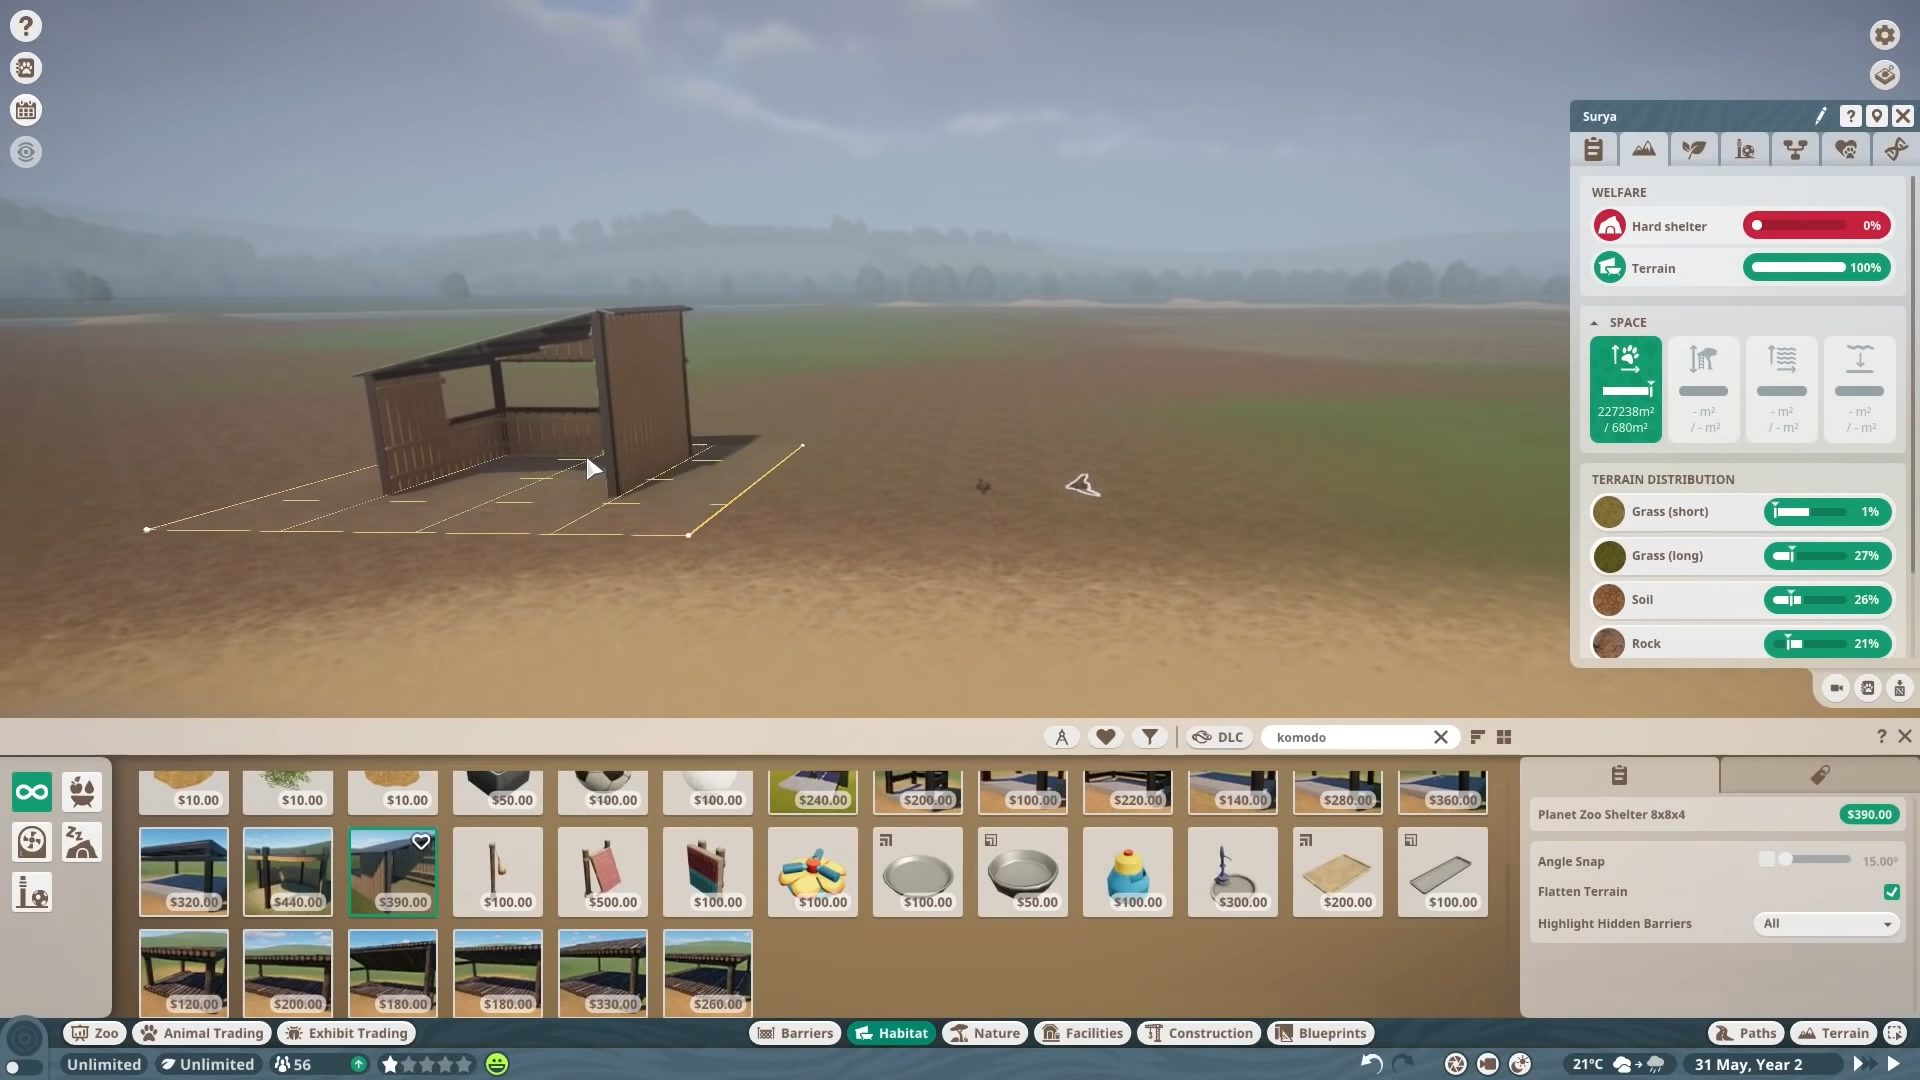 Surya
WELFARE
Hard shelter 0%
Terrain 100%
SPACE
227238m² / 680m²
- m² / - m²
- m² / - m²
- m² / - m²
TERRAIN DISTRIBUTION
Grass (short) 1%
Grass (long) 27%
Soil 26%
Rock 21%
DLC
komodo
$10.00 $10.00 $10.00 $50.00 $100.00 $100.00 $240.00 $200.00 $100.00 $220.00 $140.00 $280.00 $360.00
$320.00 $440.00 $390.00 $100.00 $500.00 $100.00 $100.00 $100.00 $50.00 $100.00 $300.00 $200.00 $100.00
$120.00 $200.00 $180.00 $180.00 $330.00 $260.00
Planet Zoo Shelter 8x8x4 $390.00
Angle Snap 15.00°
Flatten Terrain
Highlight Hidden Barriers All
Zoo Animal Trading Exhibit Trading Barriers Habitat Nature Facilities Construction Blueprints Paths Terrain
Unlimited Unlimited 56 21°C 31 May, Year 2